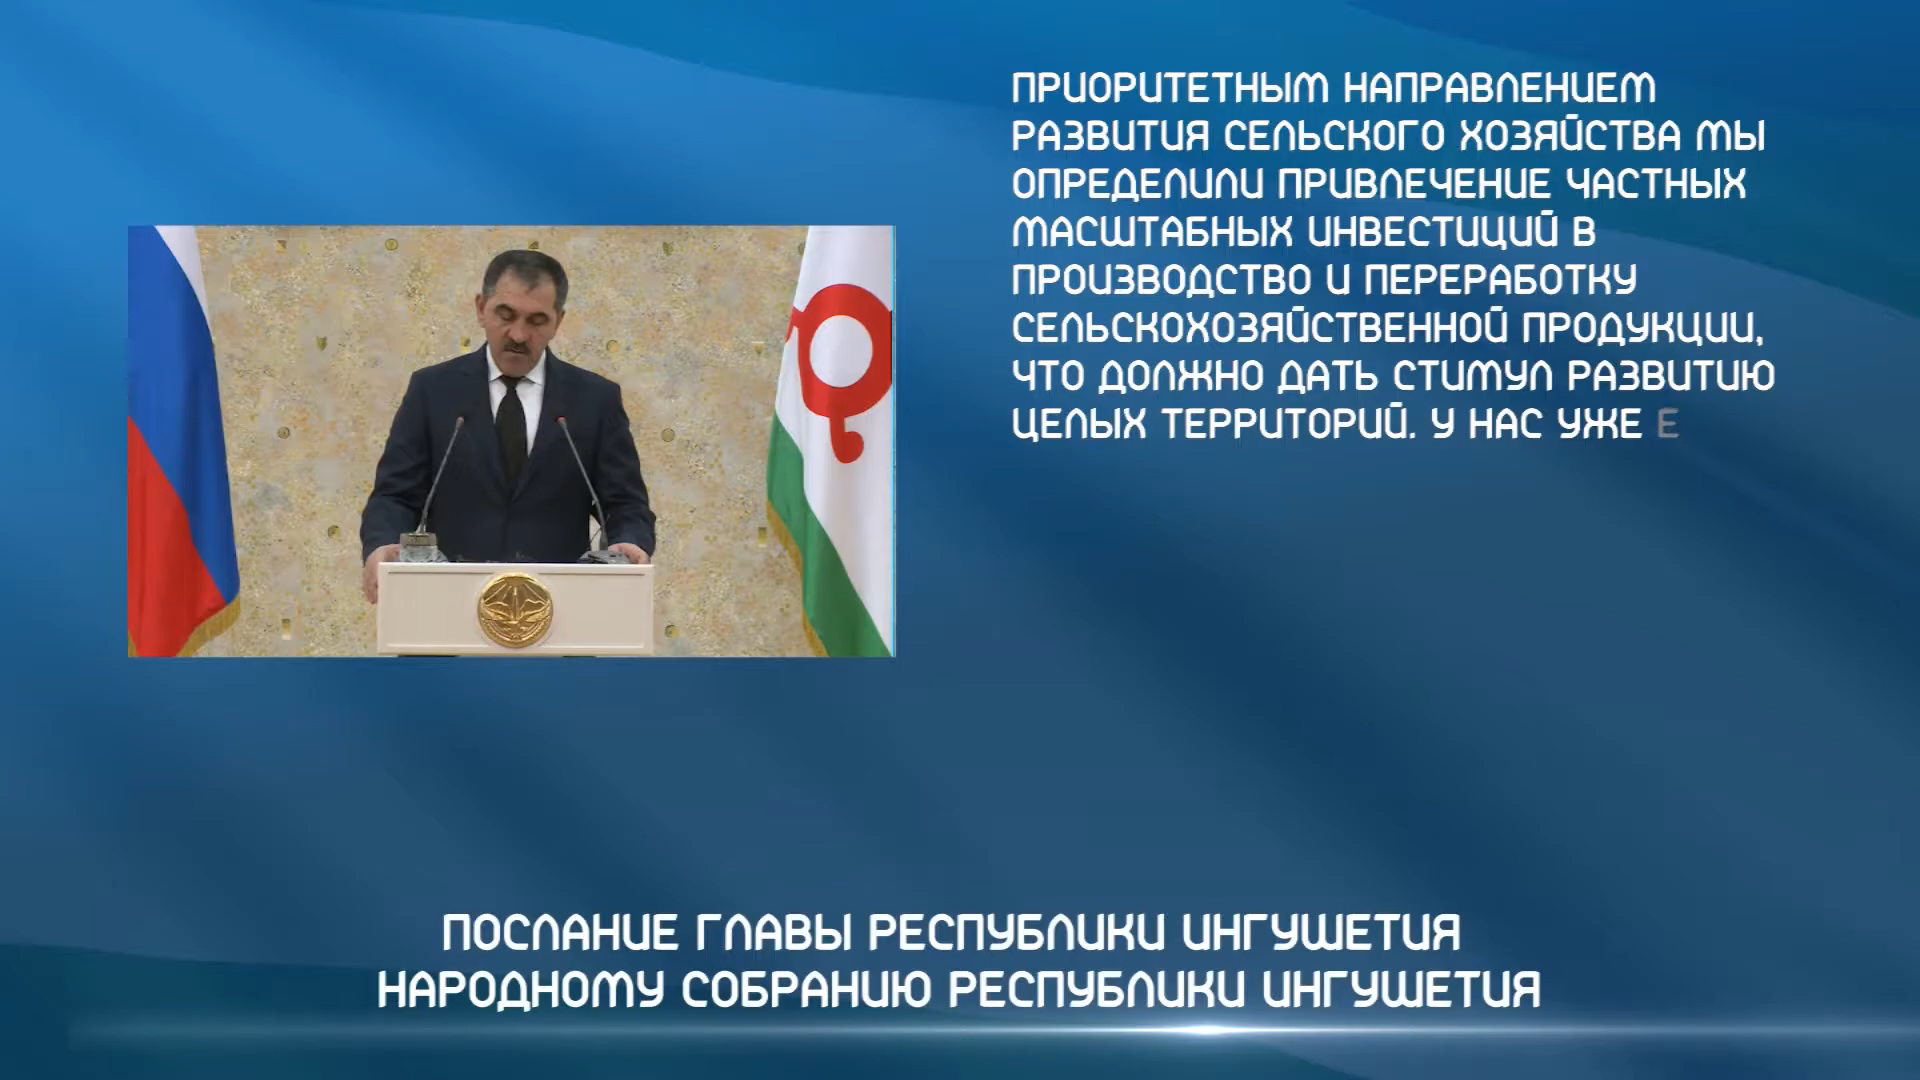 ПРИОРИТЕТНЫМ НАПРАВЛЕНИЕМ
РАЗВИТИЯ СЕЛЬСКОГО ХОЗЯЙСТВА МЫ
ОПРЕДЕЛИЛИ ПРИВЛЕЧЕНИЕ ЧАСТНЫХ
МАСШТАБНЫХ ИНВЕСТИЦИЙ В
ПРОИЗВОДСТВО И ПЕРЕРАБОТКУ
СЕЛЬСКОХОЗЯЙСТВЕННОЙ ПРОДУКЦИИ,
ЧТО ДОЛЖНО ДАТЬ СТИМУЛ РАЗВИТИЮ
ЦЕЛЫХ ТЕРРИТОРИЙ. У НАС УЖЕ Е
ПОСЛАНИЕ ГЛАВЫ РЕСПУБЛИКИ ИНГУШЕТИЯ
НАРОДНОМУ СОБРАНИЮ РЕСПУБЛИКИ ИНГУШЕТИЯ